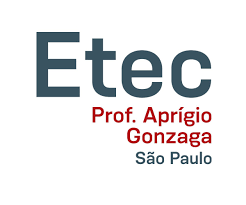 Etec
Prof. Aprígio
Gonzaga
São Paulo